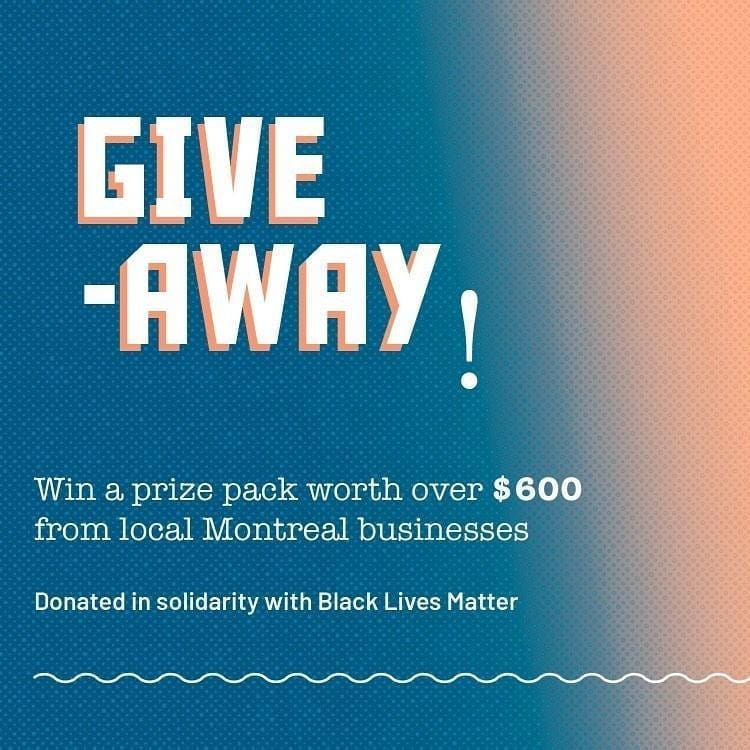 GIVE
-AWAY!
Win a prize pack worth over $600
from local Montreal businesses
Donated in solidarity with Black Lives Matter